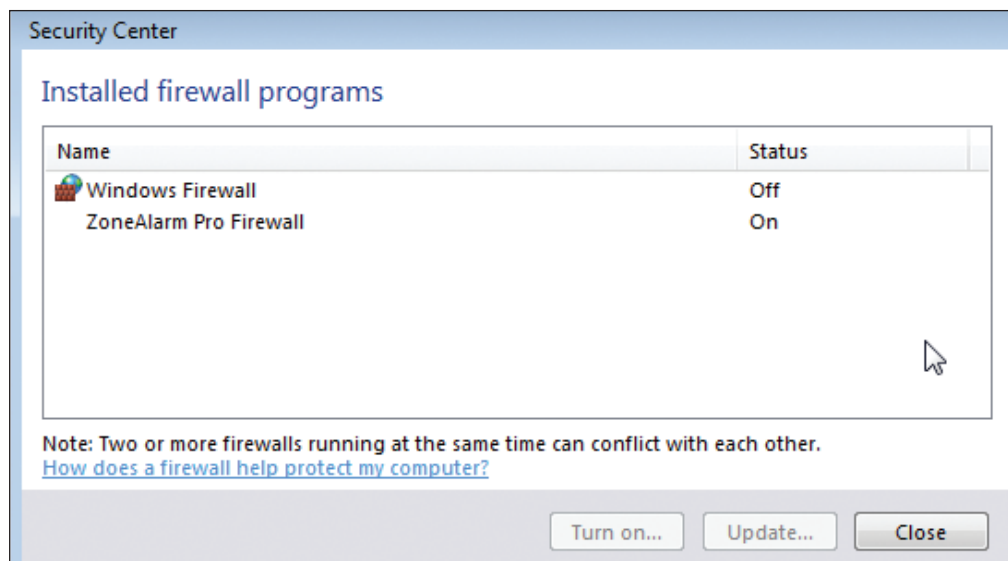 Security Center
Installed firewall programs
Name Status
Windows Firewall Off
ZoneAlarm Pro Firewall On
Note: Two or more firewalls running at the same time can conflict with each other.
How does a firewall help protect my computer?
Turn on... Update... Close